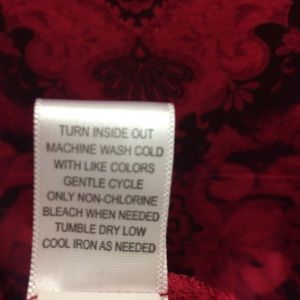 TURN INSIDE OUT
MACHINE WASH COLD
WITH LIKE COLORS
GENTLE CYCLE
ONLY NON-CHLORINE
BLEACH WHEN NEEDED
TUMBLE DRY LOW
COOL IRON AS NEEDED